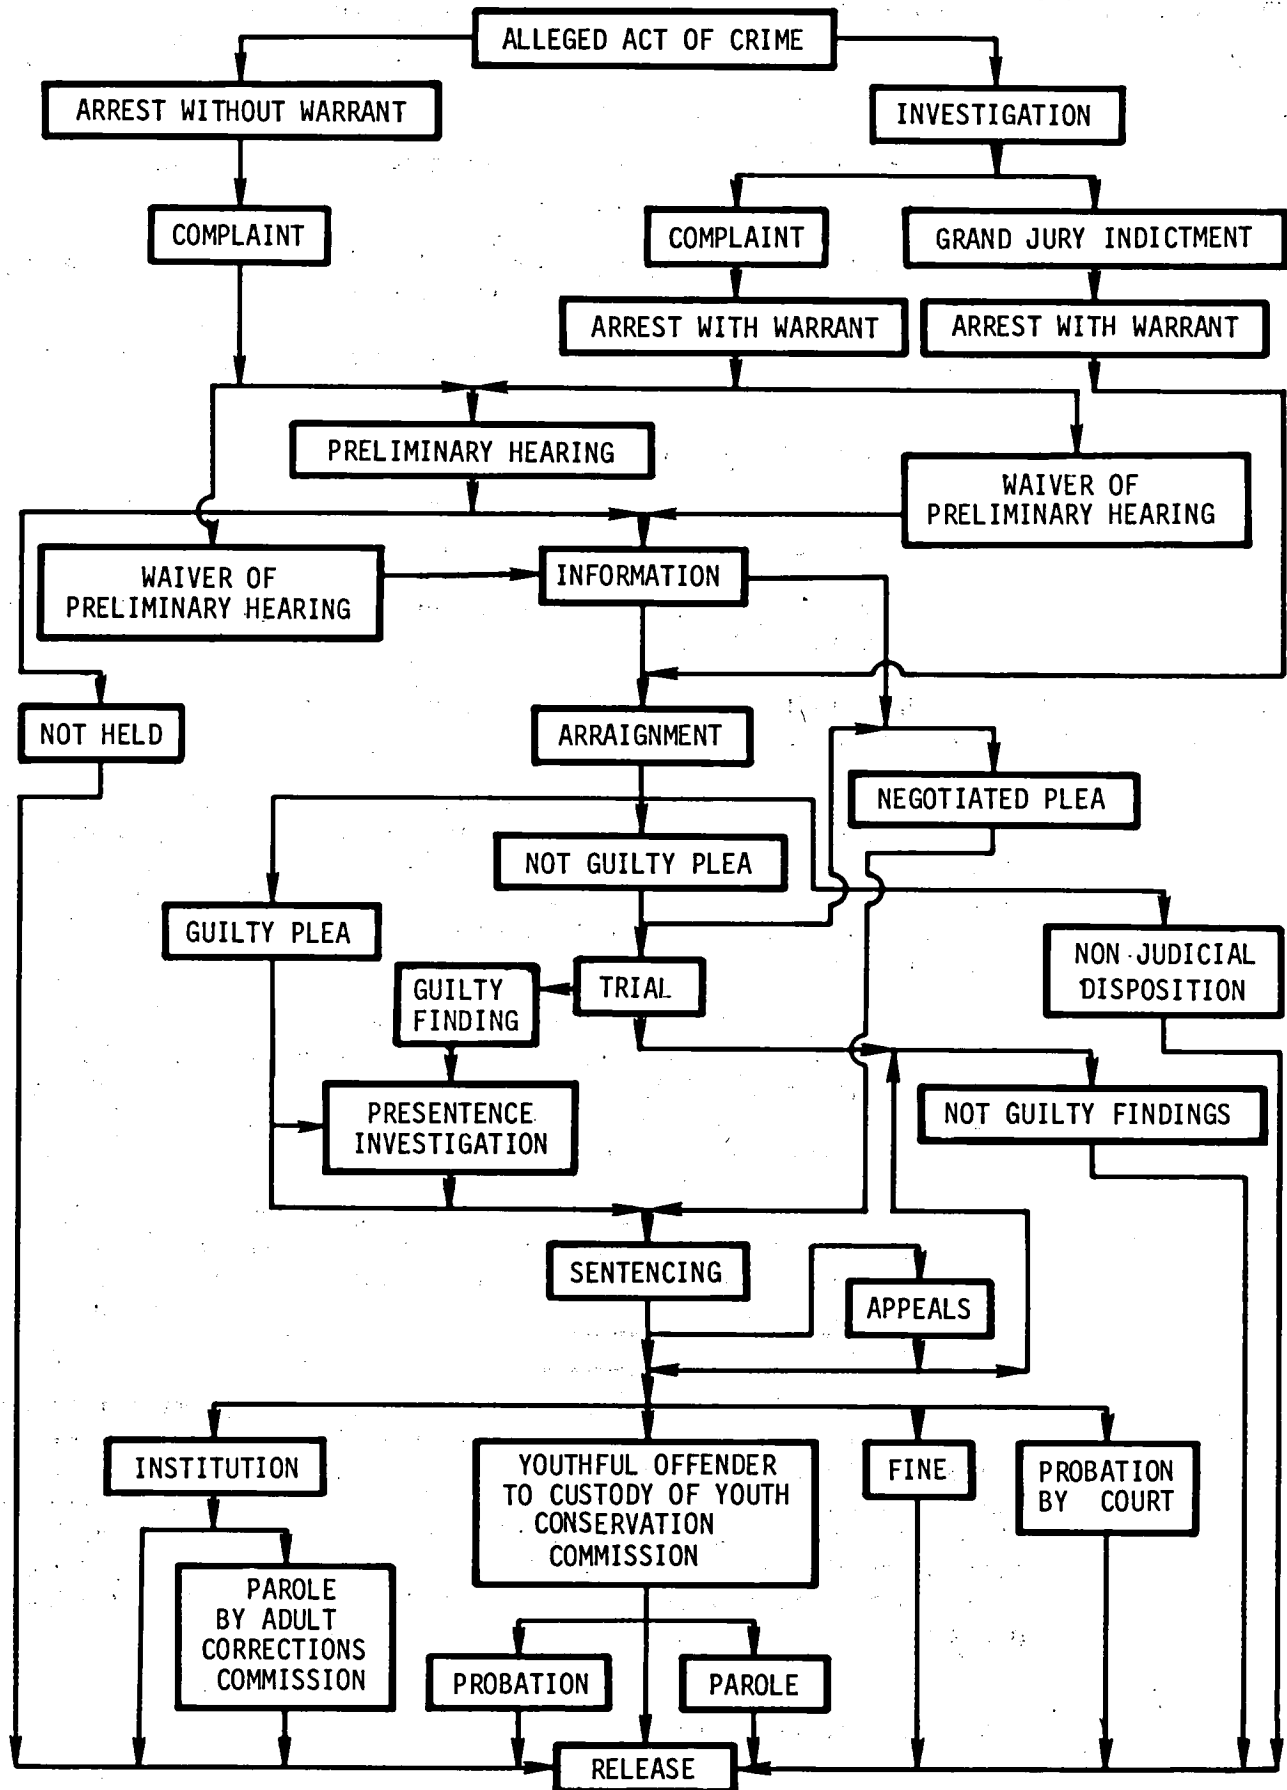 ALLEGED ACT OF CRIME
ARREST WITHOUT WARRANT
INVESTIGATION
COMPLAINT
COMPLAINT
GRAND JURY INDICTMENT
ARREST WITH WARRANT
ARREST WITH WARRANT
PRELIMINARY HEARING
WAIVER OF
PRELIMINARY HEARING
WAIVER OF
PRELIMINARY HEARING
INFORMATION
NOT HELD
ARRAIGNMENT
NEGOTIATED PLEA
NOT GUILTY PLEA
GUILTY PLEA
NON-JUDICIAL
DISPOSITION
GUILTY
FINDING
TRIAL
PRESENTENCE
INVESTIGATION
NOT GUILTY FINDINGS
SENTENCING
APPEALS
INSTITUTION
YOUTHFUL OFFENDER
TO CUSTODY OF YOUTH
CONSERVATION
COMMISSION
FINE
PROBATION
BY COURT
PAROLE
BY ADULT
CORRECTIONS
COMMISSION
PROBATION
PAROLE
RELEASE